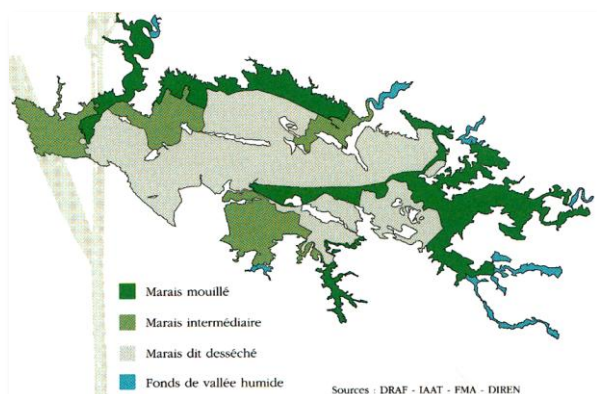 Marais mouillé
Marais intermédiaire
Marais dit desséché
Fonds de vallée humide
Sources : DRAF - IAAT - FMA - DIREN